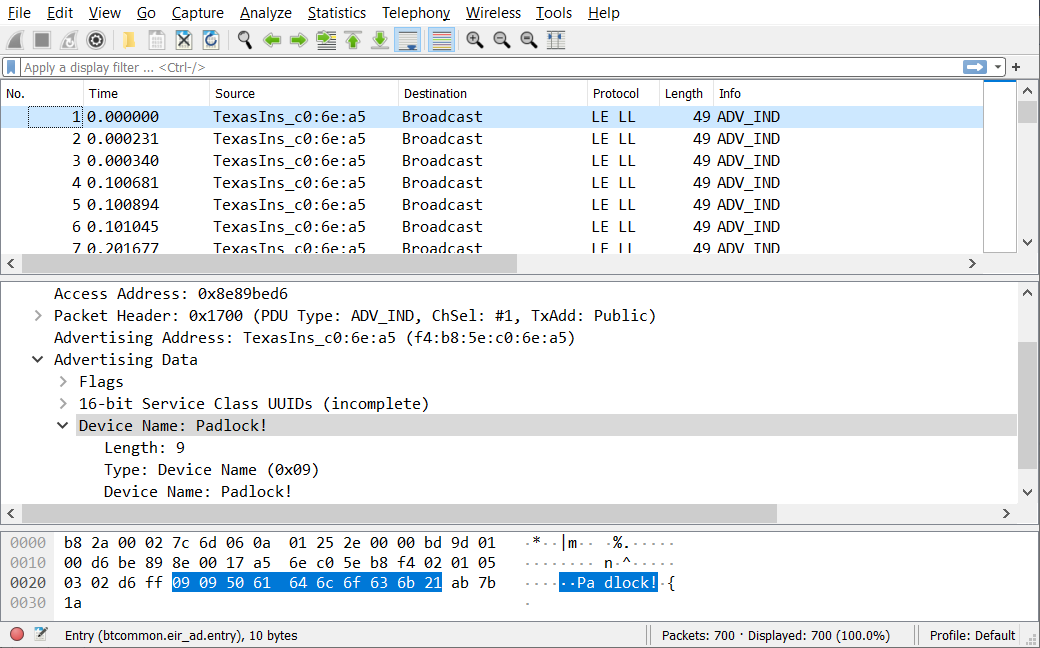 File Edit View Go Capture Analyze Statistics Telephony Wireless Tools Help
Apply a display filter ... <Ctrl-/>
No. Time Source Destination Protocol Length Info
1 0.000000 TexasIns_c0:6e:a5 Broadcast LE LL 49 ADV_IND
2 0.000231 TexasIns_c0:6e:a5 Broadcast LE LL 49 ADV_IND
3 0.000340 TexasIns_c0:6e:a5 Broadcast LE LL 49 ADV_IND
4 0.100681 TexasIns_c0:6e:a5 Broadcast LE LL 49 ADV_IND
5 0.100894 TexasIns_c0:6e:a5 Broadcast LE LL 49 ADV_IND
6 0.101045 TexasIns_c0:6e:a5 Broadcast LE LL 49 ADV_IND
7 0.201677 TexasIns_c0:6e:a5 Broadcast LE LL 49 ADV_IND
Access Address: 0x8e89bed6
Packet Header: 0x1700 (PDU Type: ADV_IND, ChSel: #1, TxAdd: Public)
Advertising Address: TexasIns_c0:6e:a5 (f4:b8:5e:c0:6e:a5)
Advertising Data
Flags
16-bit Service Class UUIDs (incomplete)
Device Name: Padlock!
Length: 9
Type: Device Name (0x09)
Device Name: Padlock!
0000 b8 2a 00 02 7c 6d 06 0a 01 25 2e 00 00 bd 9d 01 ·*··|m·· ·%.·····
0010 00 d6 be 89 8e 00 17 a5 6e c0 5e b8 f4 02 01 05 ········ n·^·····
0020 03 02 d6 ff 09 09 50 61 64 6c 6f 63 6b 21 ab 7b ······Pa dlock!·{
0030 1a ·
Entry (btcommon.eir_ad.entry), 10 bytes Packets: 700 · Displayed: 700 (100.0%) Profile: Default